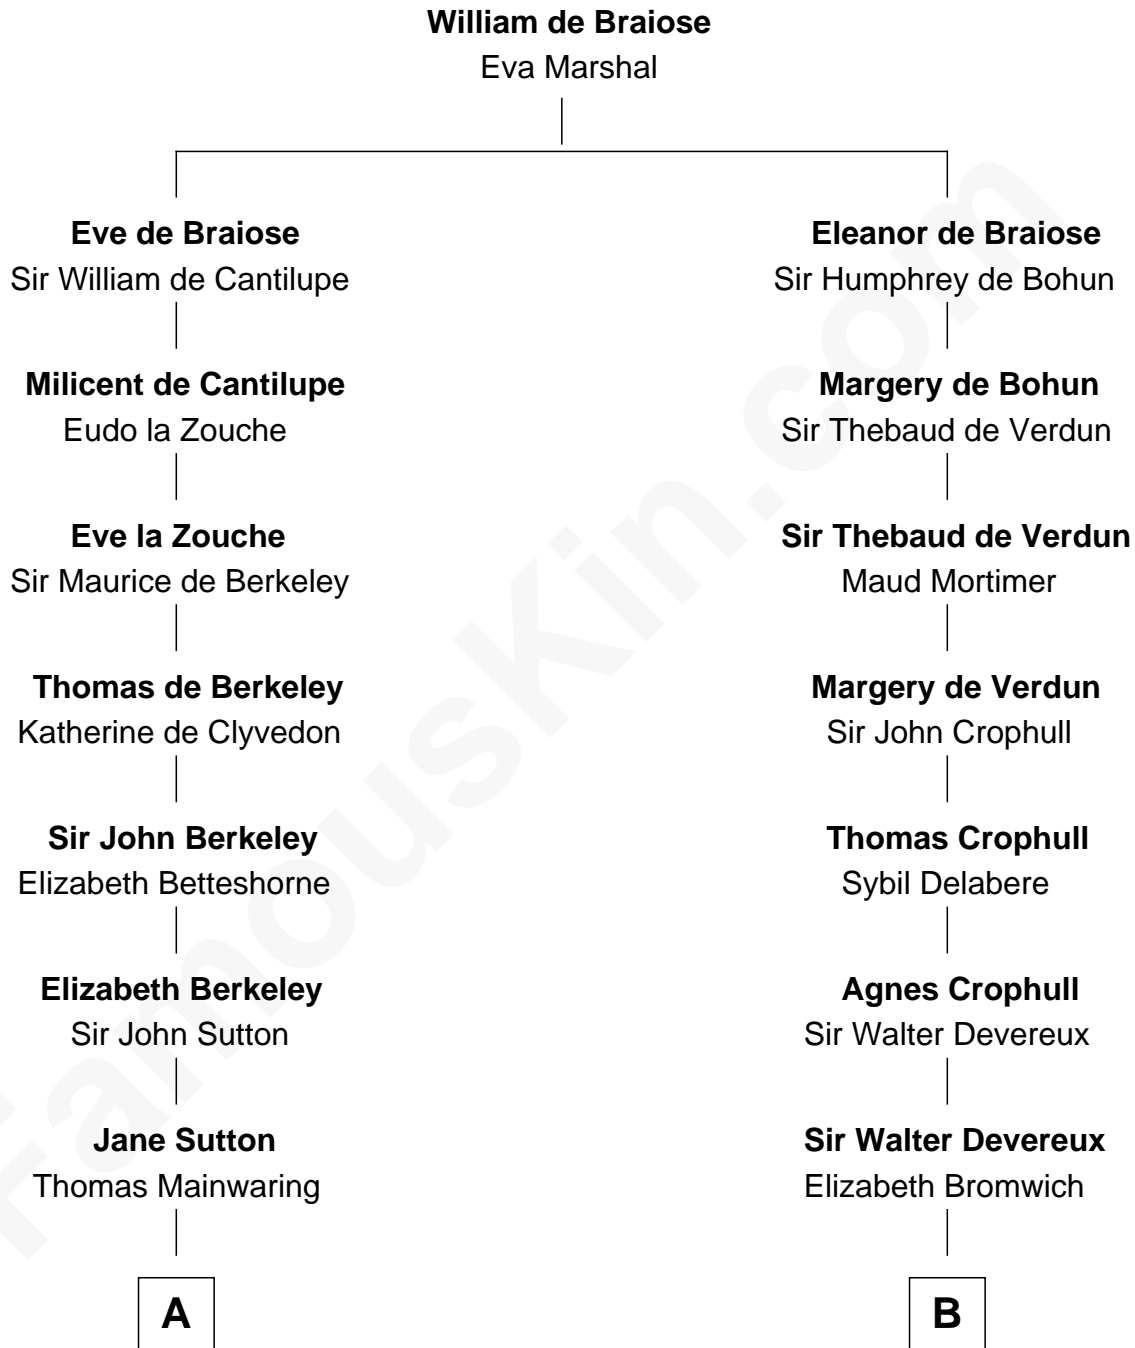 William de Braiose
Eva Marshal
Eve de Braiose
Sir William de Cantilupe
Milicent de Cantilupe
Eudo la Zouche
Eve la Zouche
Sir Maurice de Berkeley
Thomas de Berkeley
Katherine de Clyvedon
Sir John Berkeley
Elizabeth Betteshorne
Elizabeth Berkeley
Sir John Sutton
Jane Sutton
Thomas Mainwaring
A
Eleanor de Braiose
Sir Humphrey de Bohun
Margery de Bohun
Sir Thebaud de Verdun
Sir Thebaud de Verdun
Maud Mortimer
Margery de Verdun
Sir John Crophull
Thomas Crophull
Sybil Delabere
Agnes Crophull
Sir Walter Devereux
Sir Walter Devereux
Elizabeth Bromwich
B
FamousKin.com